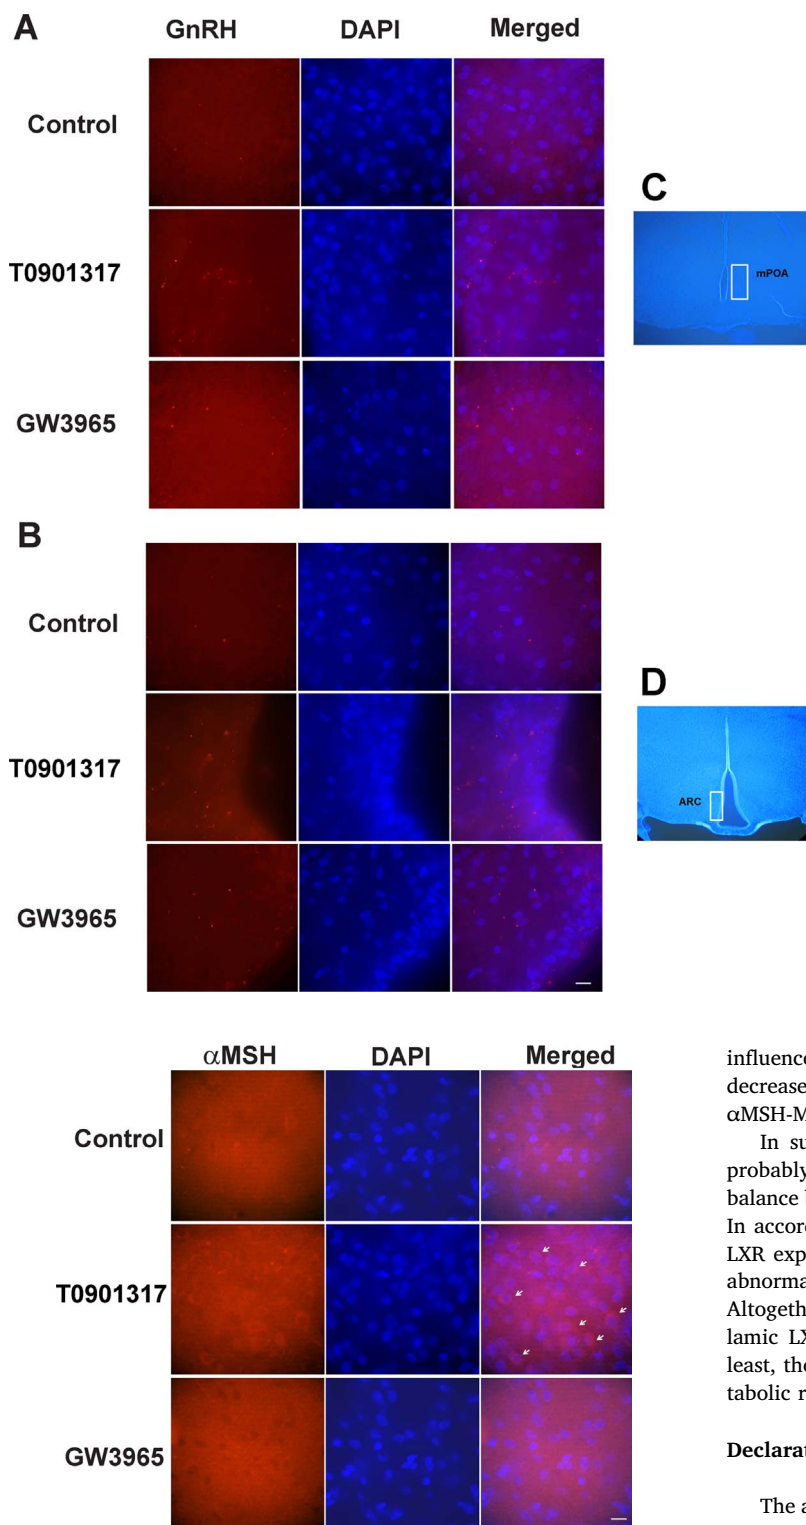 A
GnRH DAPI Merged
Control
T0901317
GW3965
C
mPOA
B
Control
T0901317
GW3965
D
ARC
αMSH DAPI Merged
Control
T0901317
GW3965
influence
decrease
αMSH-M
In su
probably
balance
In accor
LXR exp
abnorma
Altogeth
lamic LX
least, the
tabolic r
Declarat
The a